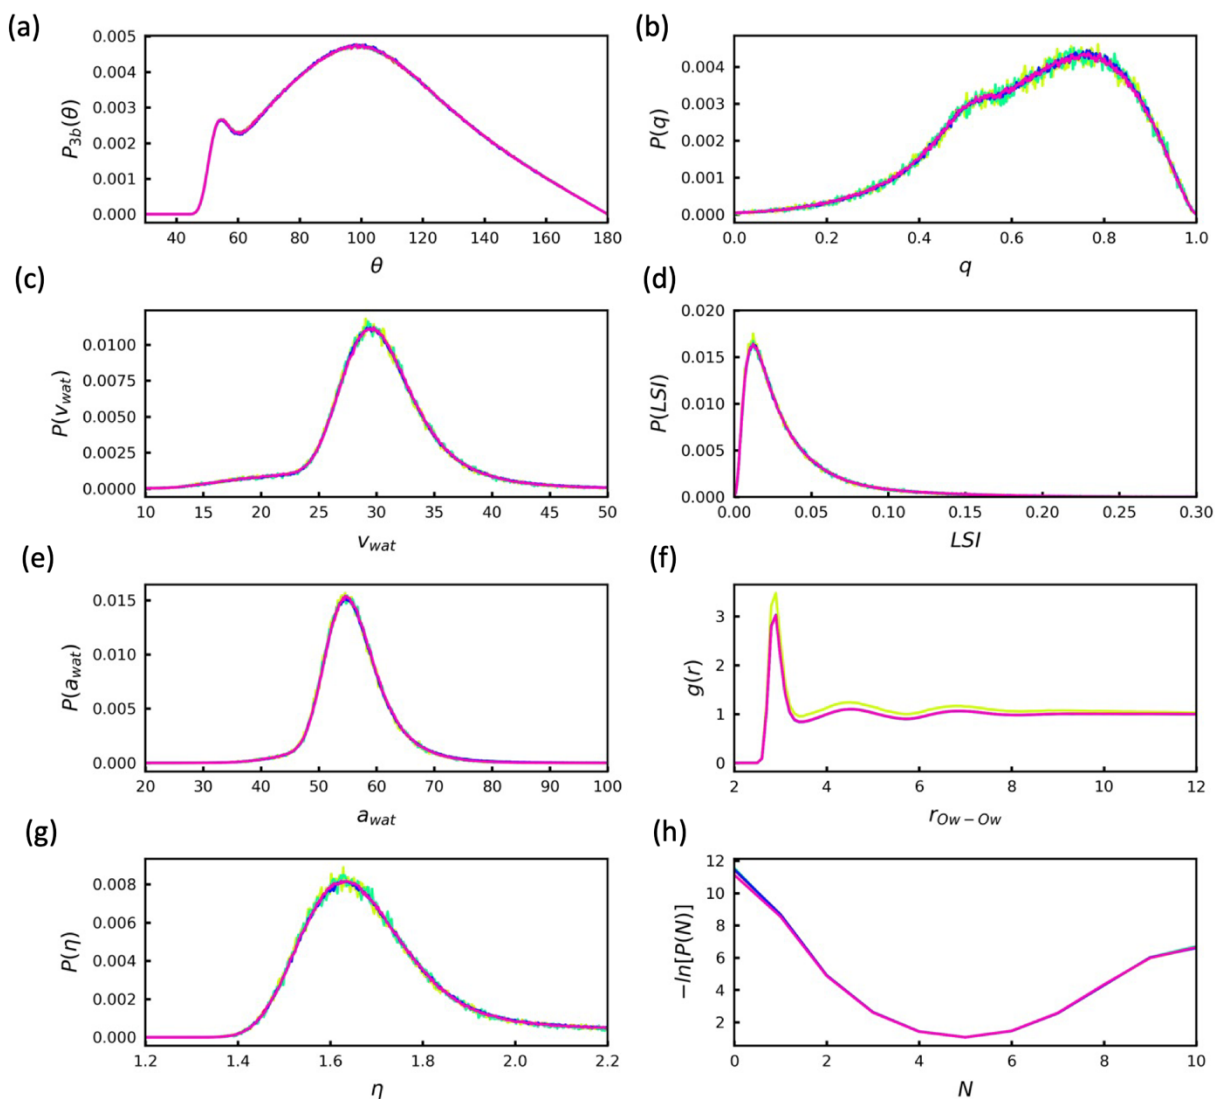 (a)
0.005
0.004
0.003
0.002
0.001
0.000
P3b(θ)
40 60 80 100 120 140 160 180
θ
(b)
0.004
0.003
0.002
0.001
0.000
P(q)
0.0 0.2 0.4 0.6 0.8 1.0
q
(c)
0.0100
0.0075
0.0050
0.0025
0.0000
P(vwat)
10 15 20 25 30 35 40 45 50
vwat
(d)
0.020
0.015
0.010
0.005
0.000
P(LSI)
0.00 0.05 0.10 0.15 0.20 0.25 0.30
LSI
(e)
0.015
0.010
0.005
0.000
P(awat)
20 30 40 50 60 70 80 90 100
awat
(f)
3
2
1
0
g(r)
2 4 6 8 10 12
rOw−Ow
(g)
0.008
0.006
0.004
0.002
0.000
P(η)
1.2 1.4 1.6 1.8 2.0 2.2
η
(h)
12
10
8
6
4
2
−ln[P(N)]
0 2 4 6 8 10
N